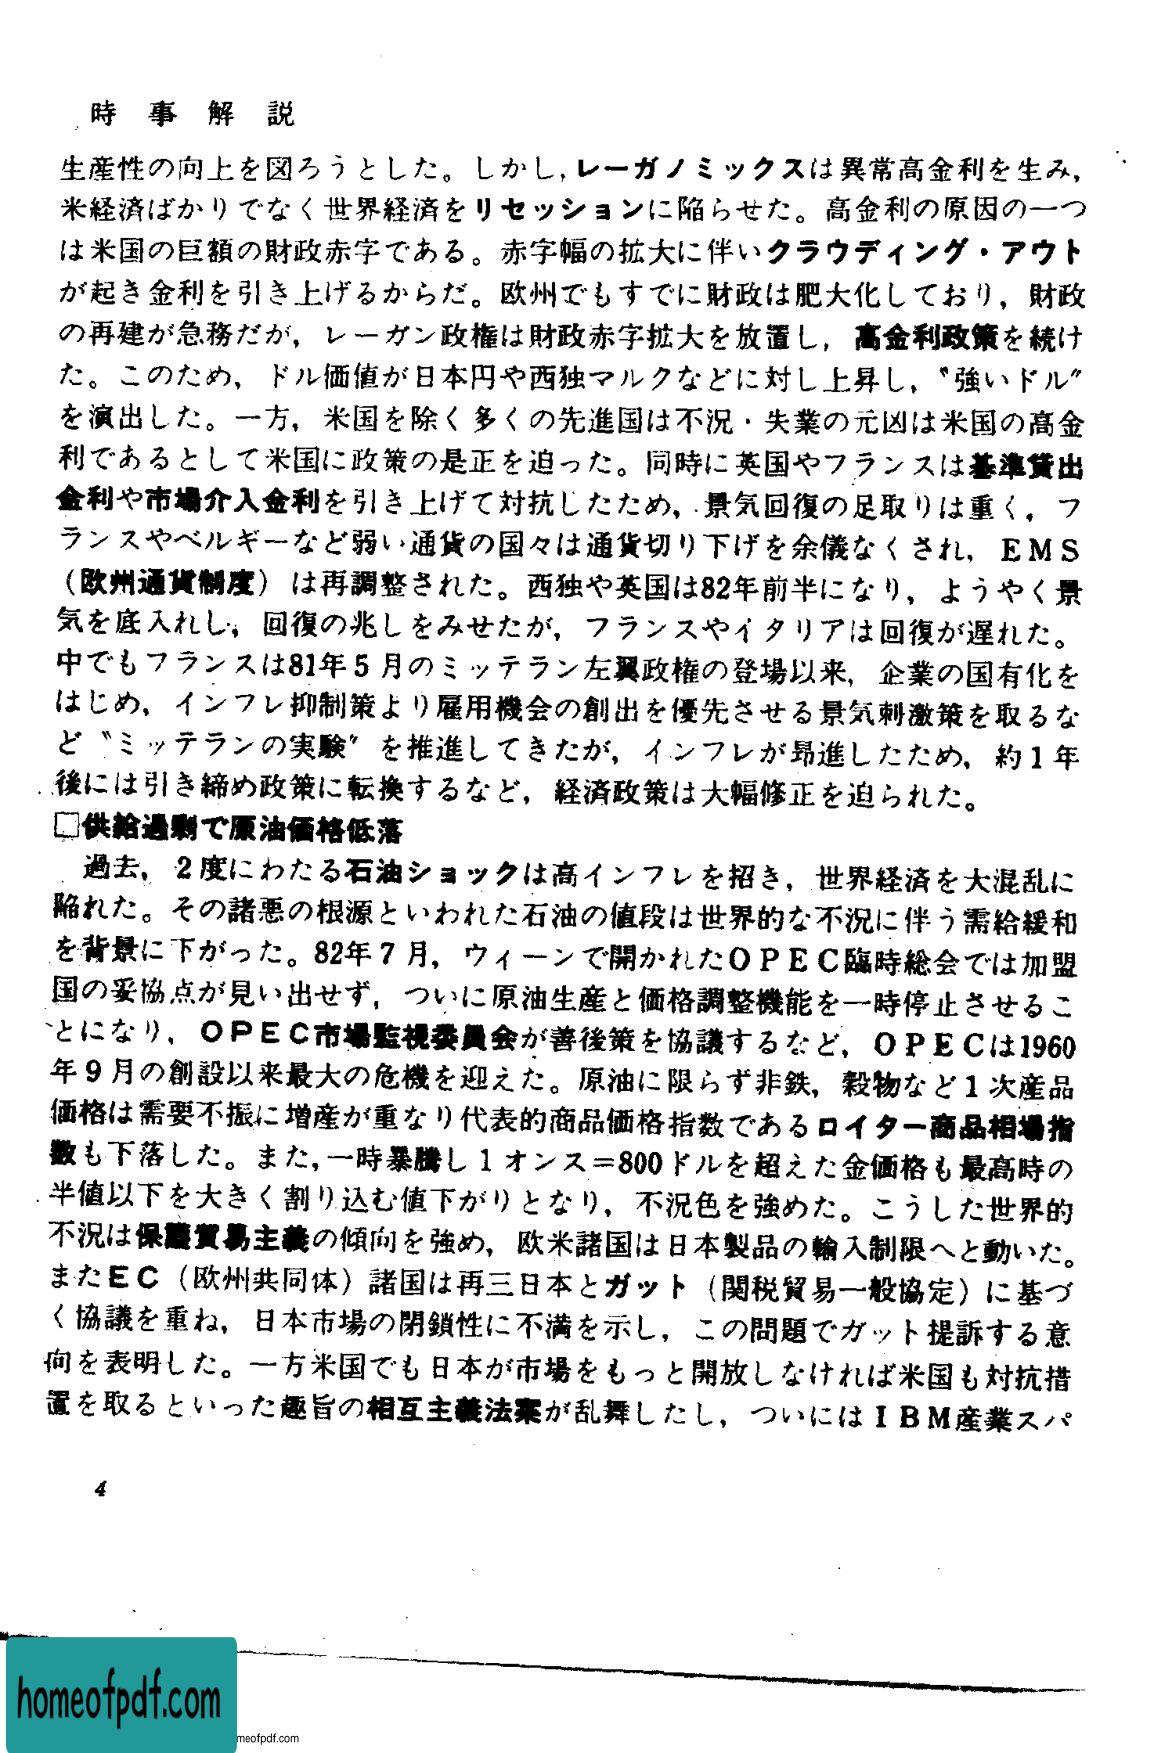 時事解説
生産性の向上を図ろうとした。しかし，レーガノミックスは異常高金利を生み，
米経済ばかりでなく世界経済をリセッションに陥らせた。高金利の原因の一つ
は米国の巨額の財政赤字である。赤字幅の拡大に伴いクラウディング・アウト
が起き金利を引き上げるからだ。欧州でもすでに財政は肥大化しており，財政
の再建が急務だが，レーガン政権は財政赤字拡大を放置し，高金利政策を続け
た。このため，ドル価値が日本円や西独マルクなどに対し上昇し，〝強いドル〞
を演出した。一方，米国を除く多くの先進国は不況・失業の元凶は米国の高金
利であるとして米国に政策の是正を迫った。同時に英国やフランスは基準貸出
金利や市場介入金利を引き上げて対抗したため，景気回復の足取りは重く，フ
ランスやベルギーなど弱い通貨の国々は通貨切り下げを余儀なくされ，ＥＭＳ
（欧州通貨制度）は再調整された。西独や英国は82年前半になり，ようやく景
気を底入れし，回復の兆しをみせたが，フランスやイタリアは回復が遅れた。
中でもフランスは81年５月のミッテラン左翼政権の登場以来，企業の国有化を
はじめ，インフレ抑制策より雇用機会の創出を優先させる景気刺激策を取るな
ど〝ミッテランの実験〞を推進してきたが，インフレが昂進したため，約１年
後には引き締め政策に転換するなど，経済政策は大幅修正を迫られた。
□供給過剰で原油価格低落
過去，２度にわたる石油ショックは高インフレを招き，世界経済を大混乱に
陥れた。その諸悪の根源といわれた石油の値段は世界的な不況に伴う需給緩和
を背景に下がった。82年７月，ウィーンで開かれたＯＰＥＣ臨時総会では加盟
国の妥協点が見い出せず，ついに原油生産と価格調整機能を一時停止させるこ
とになり，ＯＰＥＣ市場監視委員会が善後策を協議するなど，ＯＰＥＣは1960
年９月の創設以来最大の危機を迎えた。原油に限らず非鉄，穀物など１次産品
価格は需要不振に増産が重なり代表的商品価格指数であるロイター商品相場指
数も下落した。また，一時暴騰し１オンス＝800ドルを超えた金価格も最高時の
半値以下を大きく割り込む値下がりとなり，不況色を強めた。こうした世界的
不況は保護貿易主義の傾向を強め，欧米諸国は日本製品の輸入制限へと動いた。
またＥＣ（欧州共同体）諸国は再三日本とガット（関税貿易一般協定）に基づ
く協議を重ね，日本市場の閉鎖性に不満を示し，この問題でガット提訴する意
向を表明した。一方米国でも日本が市場をもっと開放しなければ米国も対抗措
置を取るといった趣旨の相互主義法案が乱舞したし，ついにはＩＢＭ産業スパ
4
homeofpdf.com
meofpdf.com